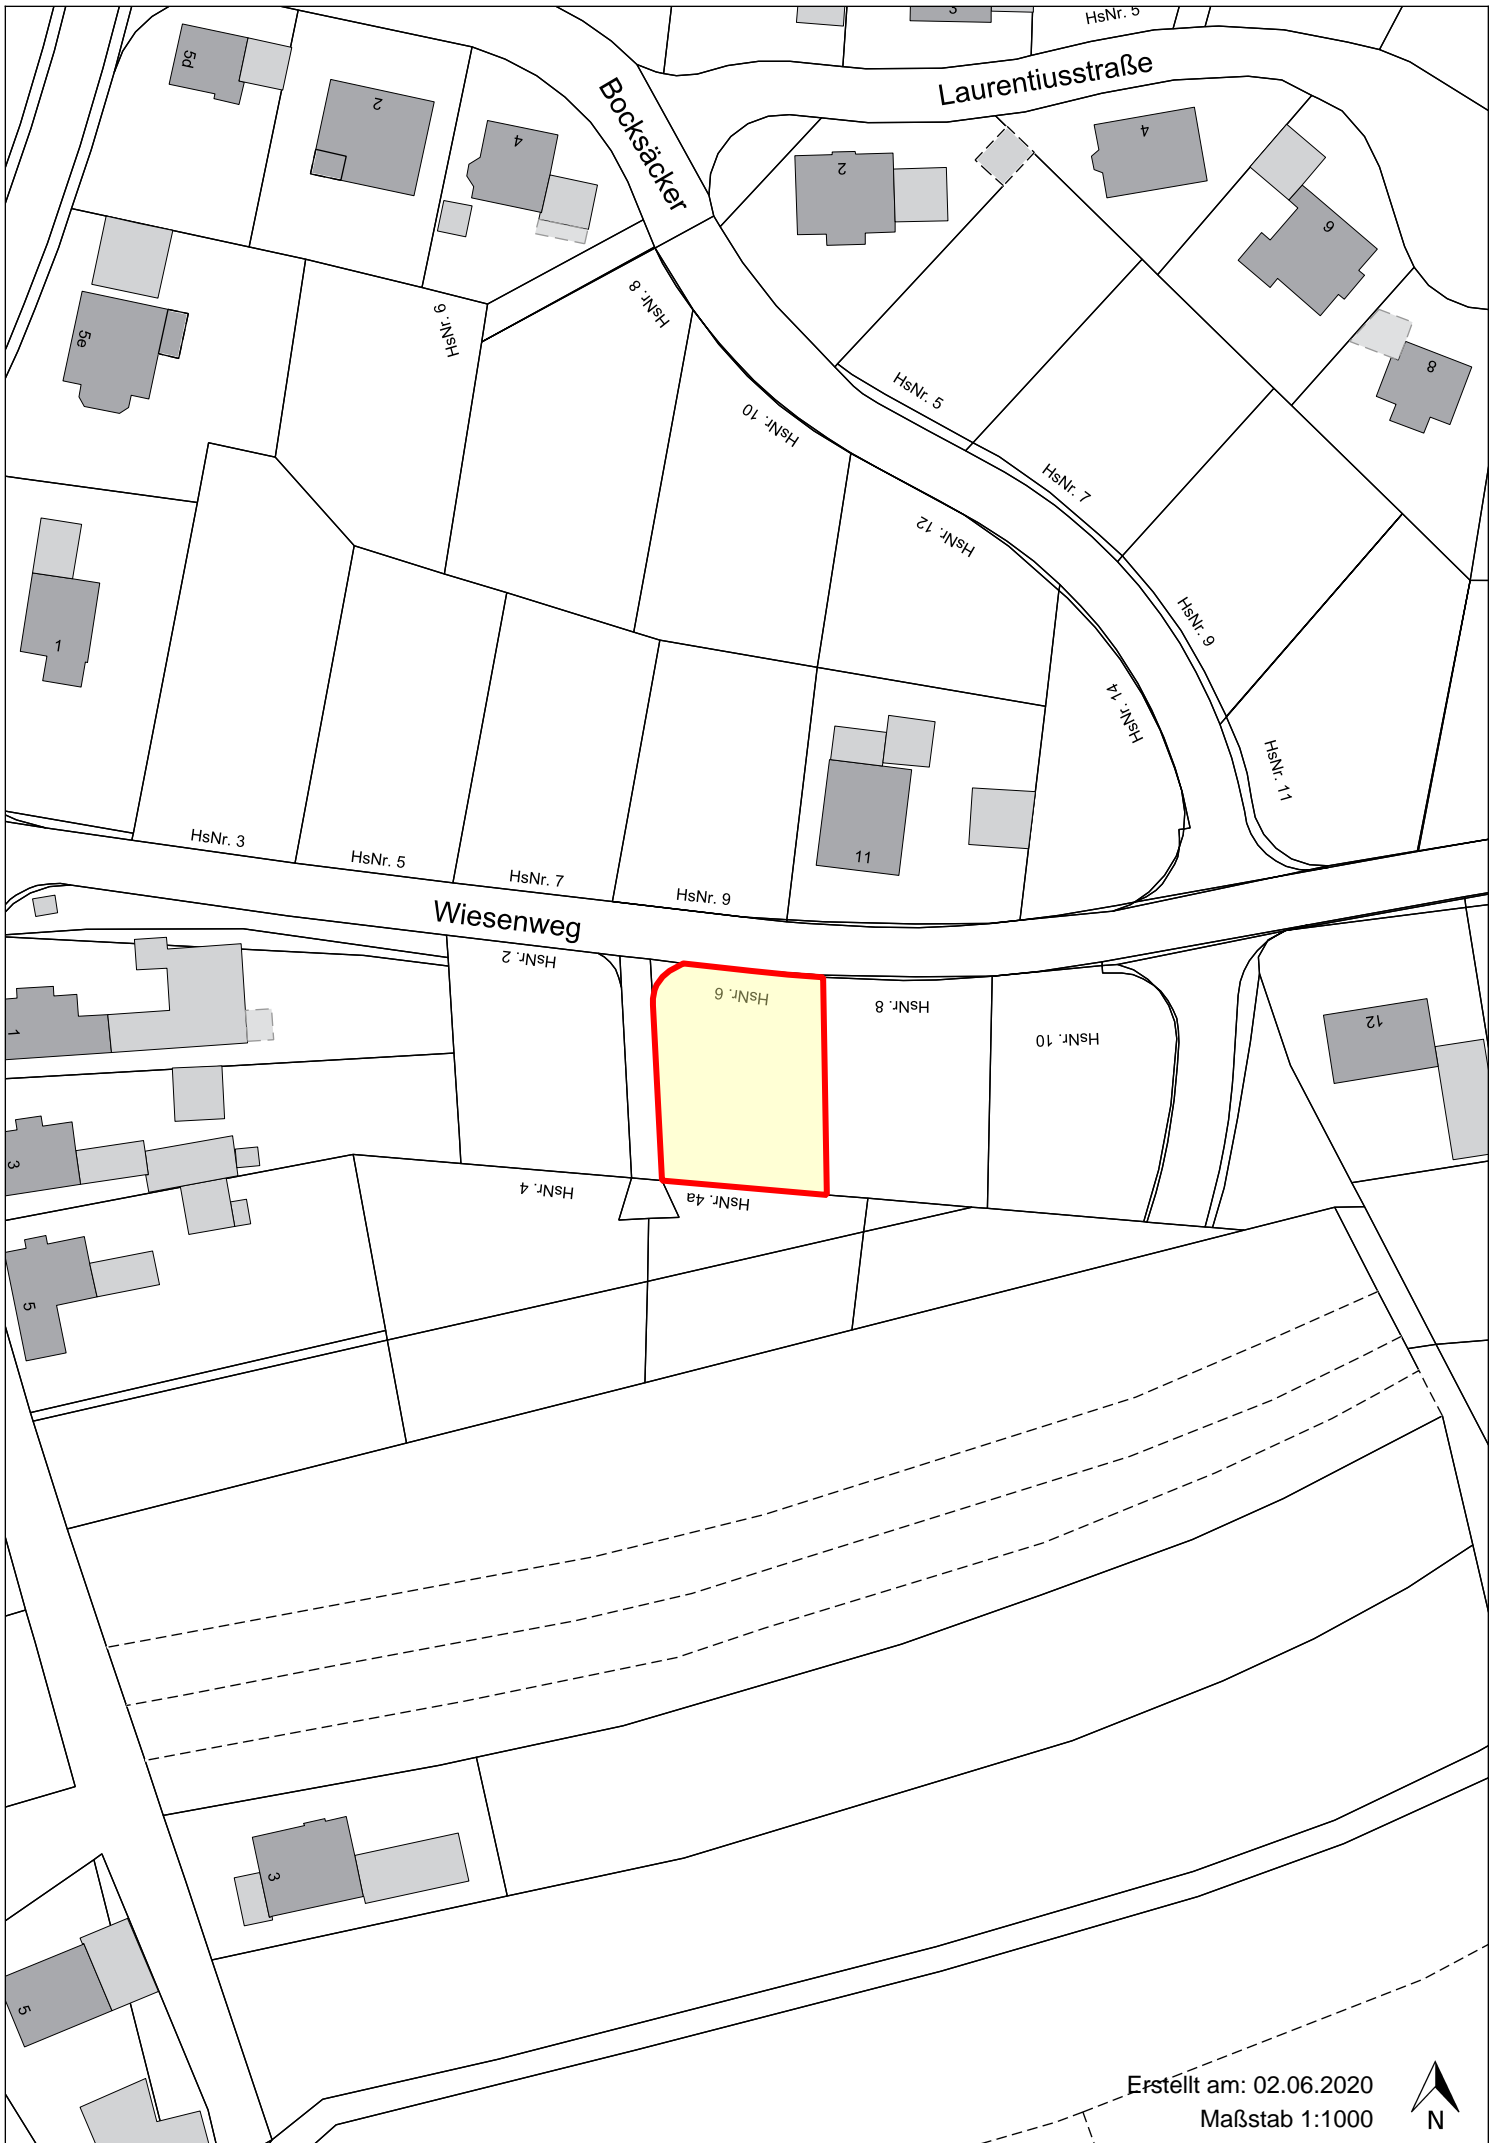 HsNr. 5
5d
2
4
Bocksäcker
Laurentiusstraße
2
4
6
8
HsNr. 6
HsNr. 8
5e
HsNr. 5
HsNr. 10
HsNr. 7
HsNr. 12
HsNr. 9
1
HsNr. 14
HsNr. 11
11
HsNr. 3
HsNr. 5
HsNr. 7
HsNr. 9
Wiesenweg
HsNr. 2
HsNr. 6
HsNr. 8
HsNr. 10
12
1
3
HsNr. 4
HsNr. 4a
5
3
5
Erstellt am: 02.06.2020
Maßstab 1:1000
N